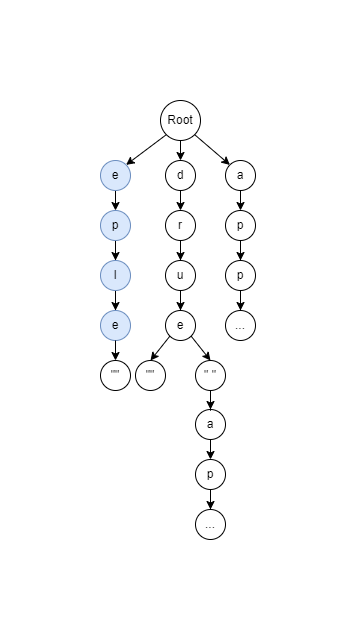 Root
e d a
p r p
l u p
e e ...
"" "" " "
a
p
...